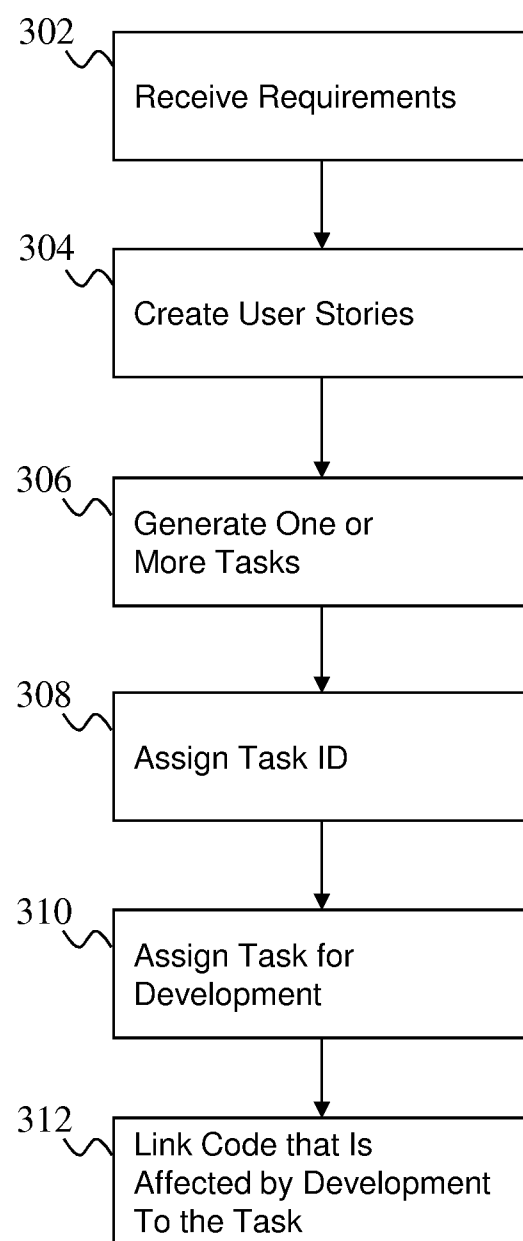 302
Receive Requirements
304
Create User Stories
306
Generate One or
More Tasks
308
Assign Task ID
310
Assign Task for
Development
312
Link Code that Is
Affected by Development
To the Task